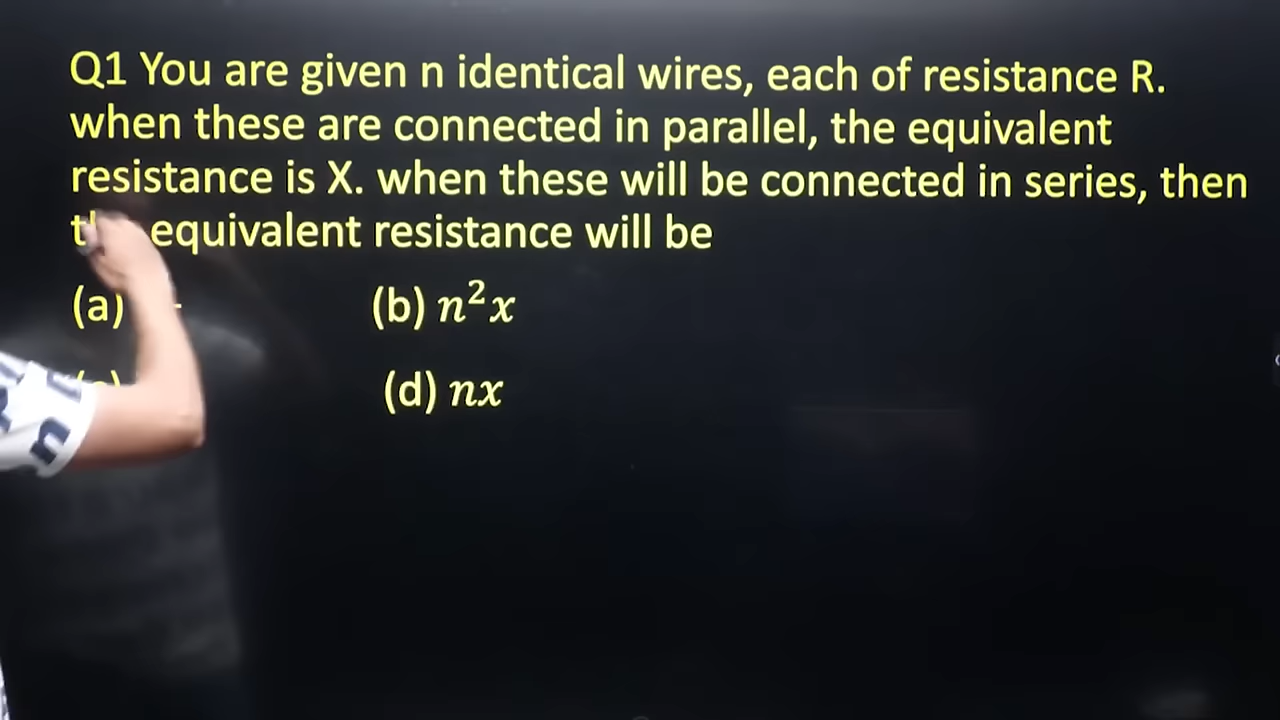 Q1 You are given n identical wires, each of resistance R.
when these are connected in parallel, the equivalent
resistance is X. when these will be connected in series, then
equivalent resistance will be
(a) (b) n²x
(d) nx